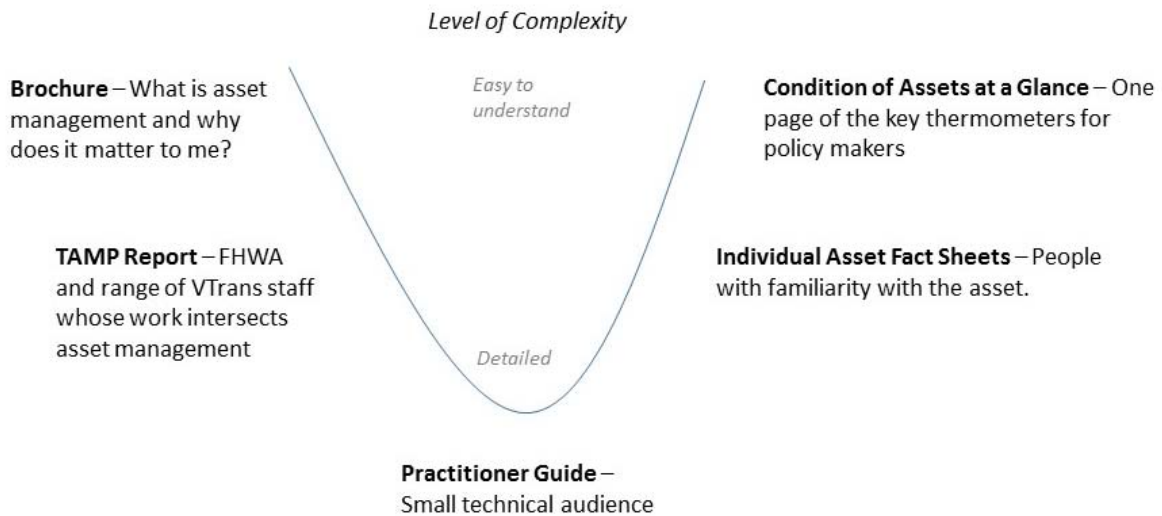 Level of Complexity
Brochure – What is asset
management and why
does it matter to me?
Easy to
understand
Condition of Assets at a Glance – One
page of the key thermometers for
policy makers
TAMP Report – FHWA
and range of VTrans staff
whose work intersects
asset management
Individual Asset Fact Sheets – People
with familiarity with the asset.
Detailed
Practitioner Guide –
Small technical audience